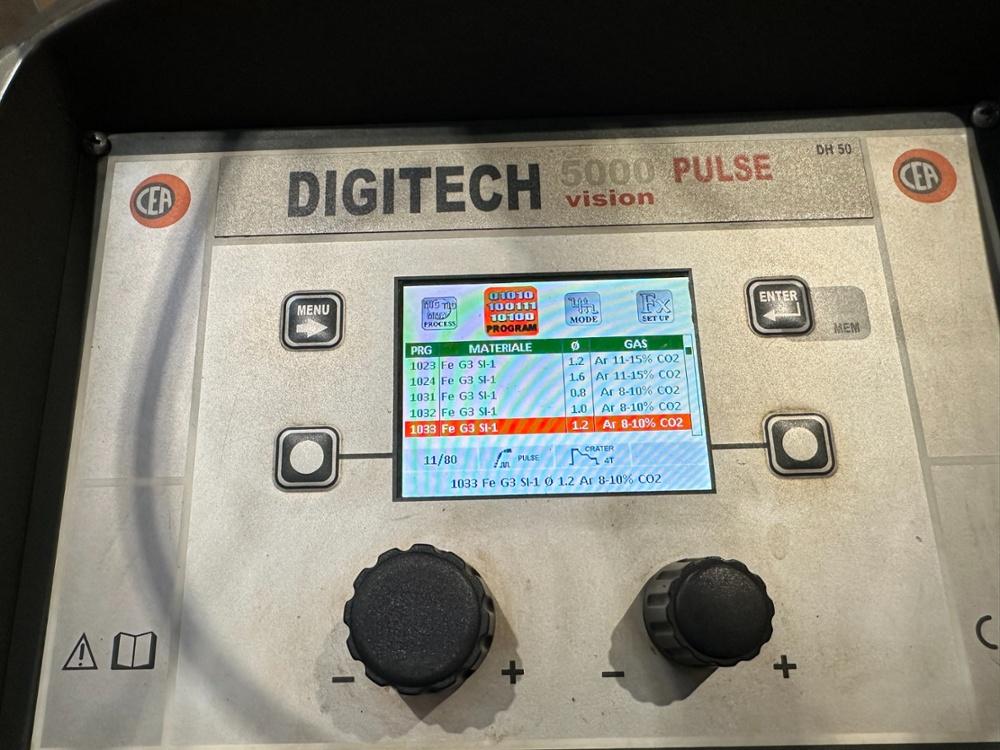 DH 50
DIGITECH 5000 PULSE
vision
CEA
CEA
MENU
ENTER
MEM
PROCESS
01010
100111
10100
PROGRAM
MODE
Fx
SET UP
PRG MATERIALE Ø GAS
1023 Fe G3 SI-1 1.2 Ar 11-15% CO2
1024 Fe G3 SI-1 1.6 Ar 11-15% CO2
1031 Fe G3 SI-1 0.8 Ar 8-10% CO2
1032 Fe G3 SI-1 1.0 Ar 8-10% CO2
1033 Fe G3 SI-1 1.2 Ar 8-10% CO2
11/80 PULSE CRATER
4T
1033 Fe G3 SI-1 Ø 1.2 Ar 8-10% CO2
− +
− +